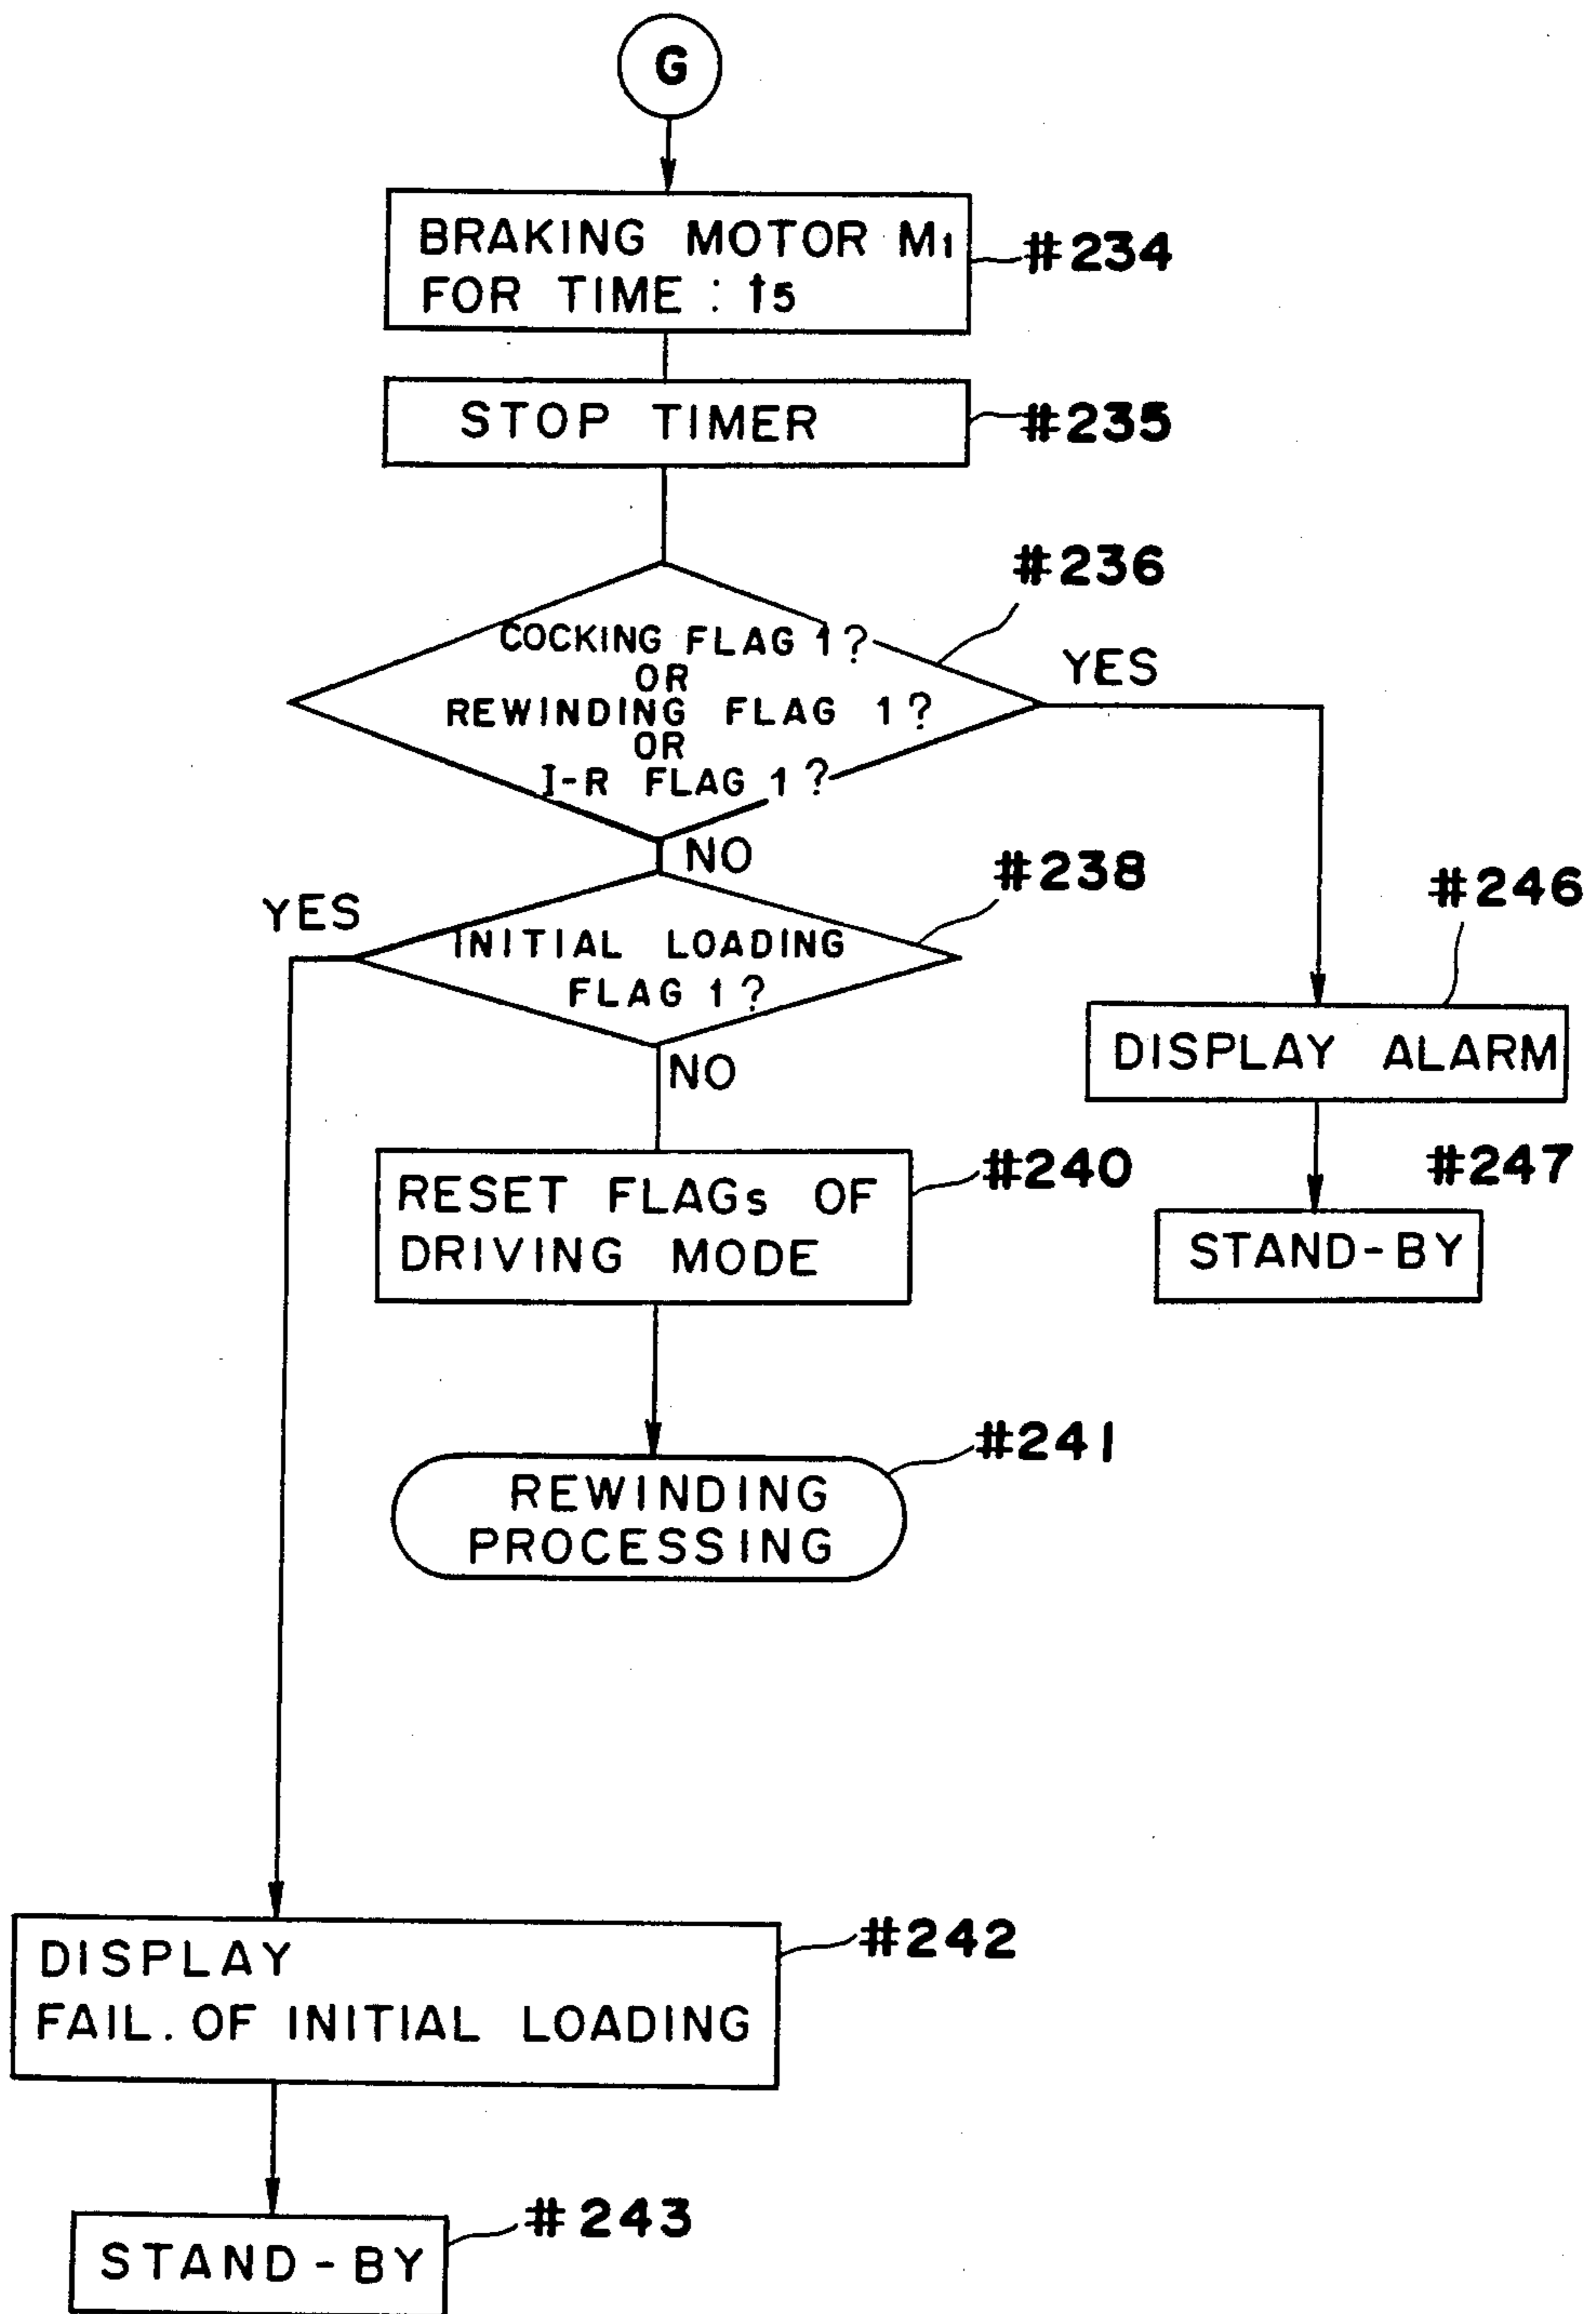 G
BRAKING MOTOR M1
FOR TIME : t5
#234
STOP TIMER
#235
#236
COCKING FLAG 1?
OR
REWINDING FLAG 1?
OR
I-R FLAG 1?
YES
NO
#238
YES
INITIAL LOADING
FLAG 1?
NO
#246
DISPLAY ALARM
#247
STAND-BY
RESET FLAGs OF
DRIVING MODE
#240
#241
REWINDING
PROCESSING
DISPLAY
FAIL. OF INITIAL LOADING
#242
#243
STAND-BY